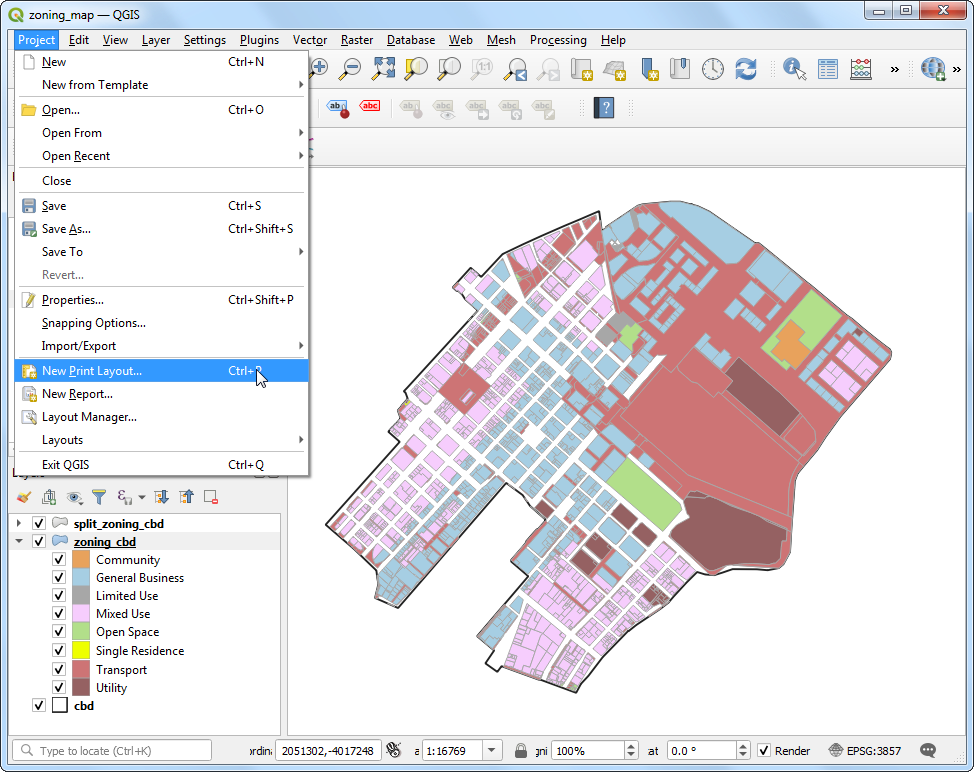 zoning_map — QGIS
Project Edit View Layer Settings Plugins Vector Raster Database Web Mesh Processing Help
New Ctrl+N
New from Template
Open... Ctrl+O
Open From
Open Recent
Close
Save Ctrl+S
Save As... Ctrl+Shift+S
Save To
Revert...
Properties... Ctrl+Shift+P
Snapping Options...
Import/Export
New Print Layout...
New Report...
Layout Manager...
Layouts
Exit QGIS Ctrl+Q
split_zoning_cbd
zoning_cbd
Community
General Business
Limited Use
Mixed Use
Open Space
Single Residence
Transport
Utility
cbd
Type to locate (Ctrl+K) 2051302,-4017248 1:16769 100% 0.0 ° Render EPSG:3857